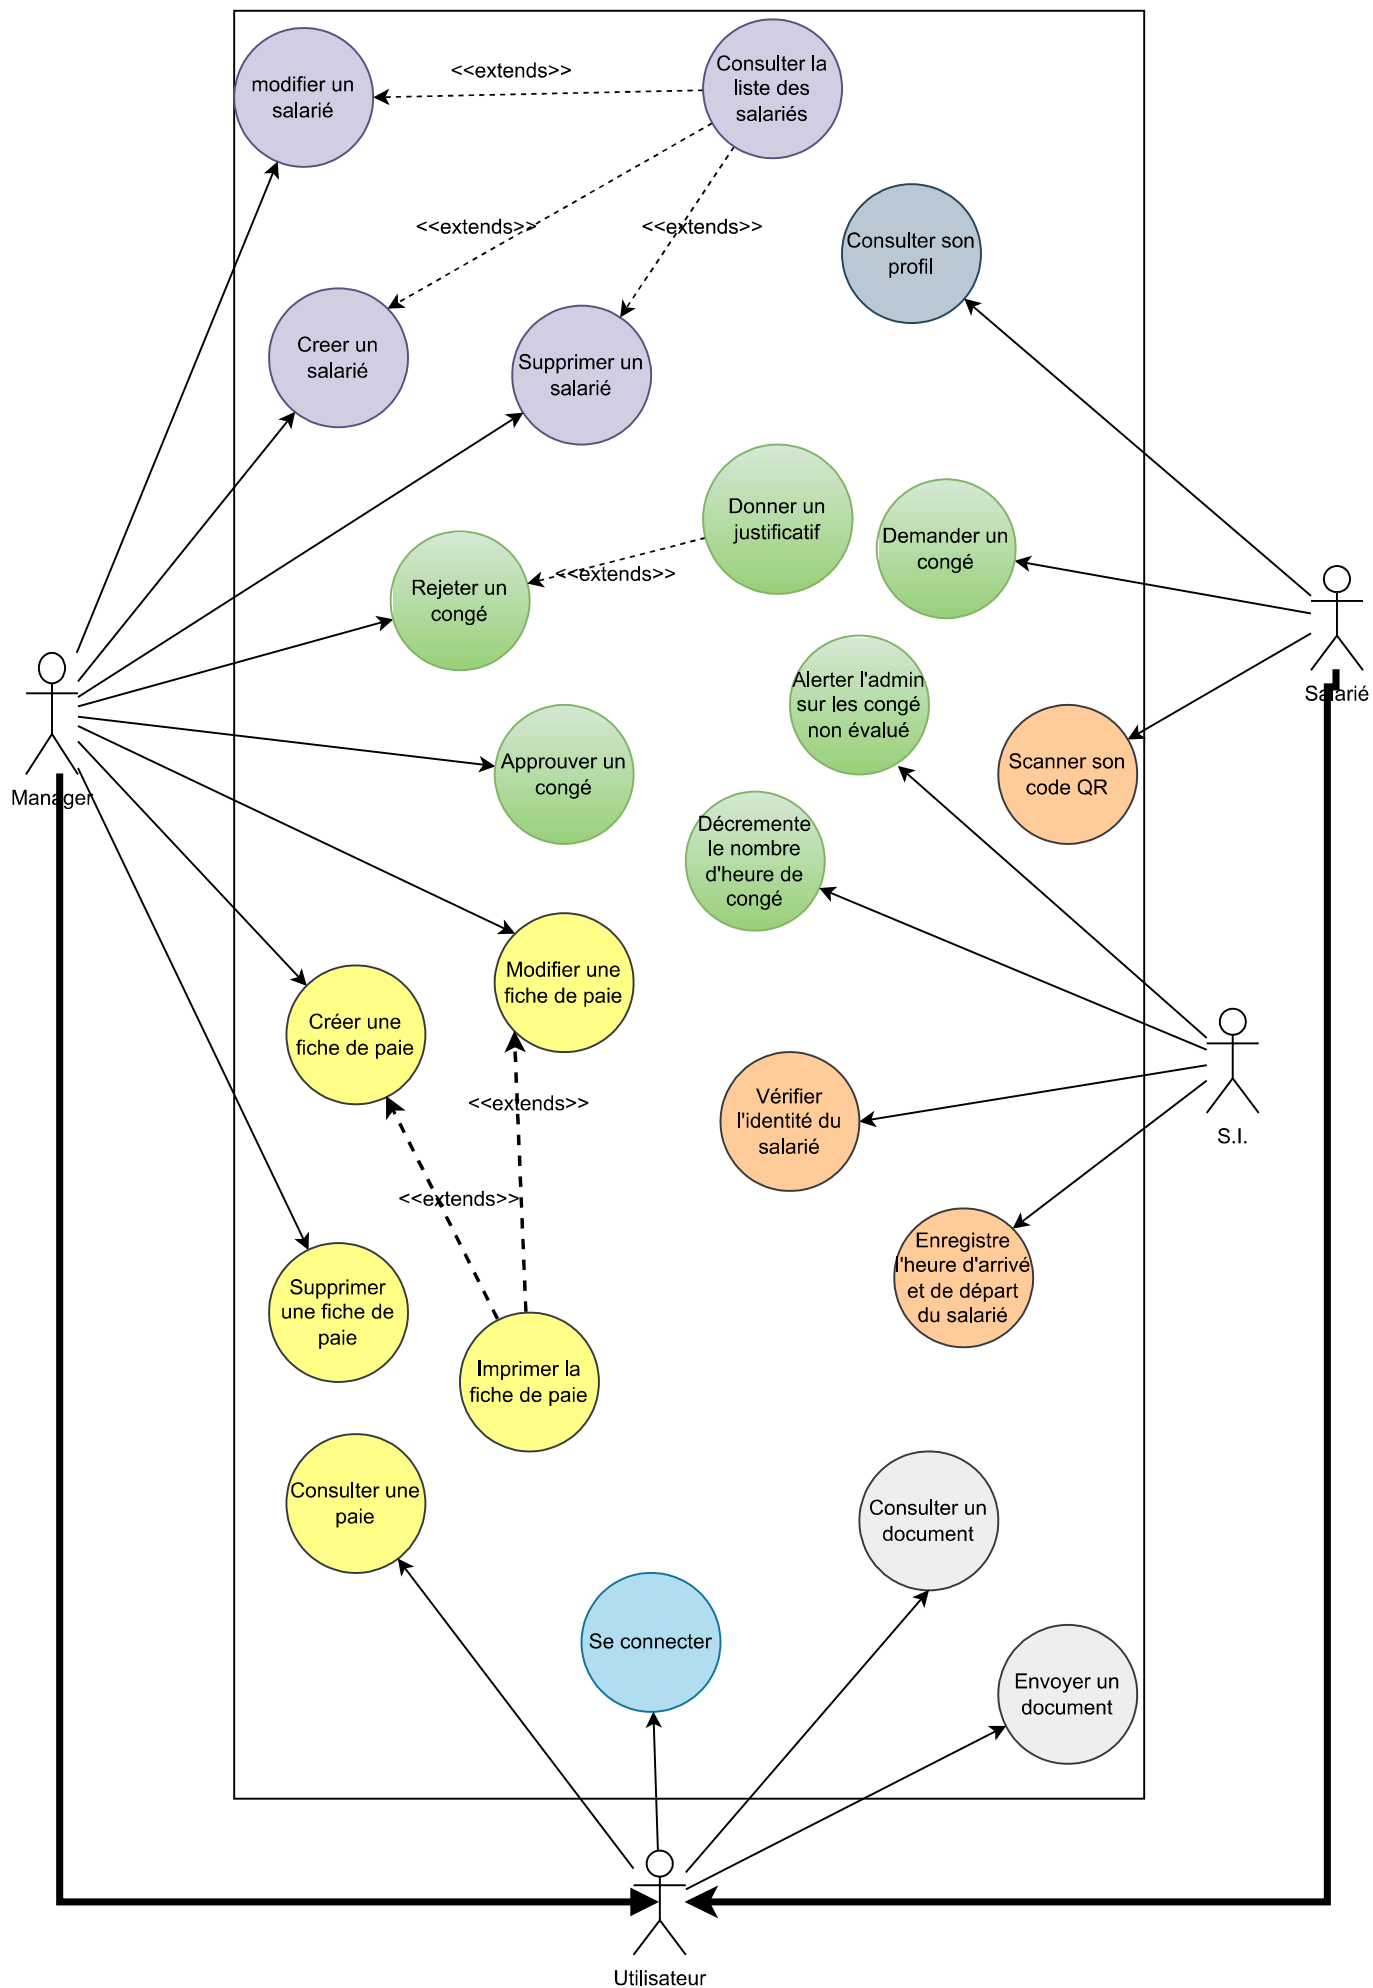 modifier un
salarié
<<extends>>
Consulter la
liste des
salariés
<<extends>>
<<extends>>
Consulter son
profil
Creer un
salarié
Supprimer un
salarié
Donner un
justificatif
Demander un
congé
<<extends>>
Rejeter un
congé
Alerter l'admin
sur les congé
non évalué
Salarié
Manager
Approuver un
congé
Scanner son
code QR
Décremente
le nombre
d'heure de
congé
Modifier une
fiche de paie
Créer une
fiche de paie
<<extends>>
Vérifier
l'identité du
salarié
S.I.
<<extends>>
Enregistre
l'heure d'arrivé
et de départ
du salarié
Supprimer
une fiche de
paie
Imprimer la
fiche de paie
Consulter une
paie
Consulter un
document
Se connecter
Envoyer un
document
Utilisateur